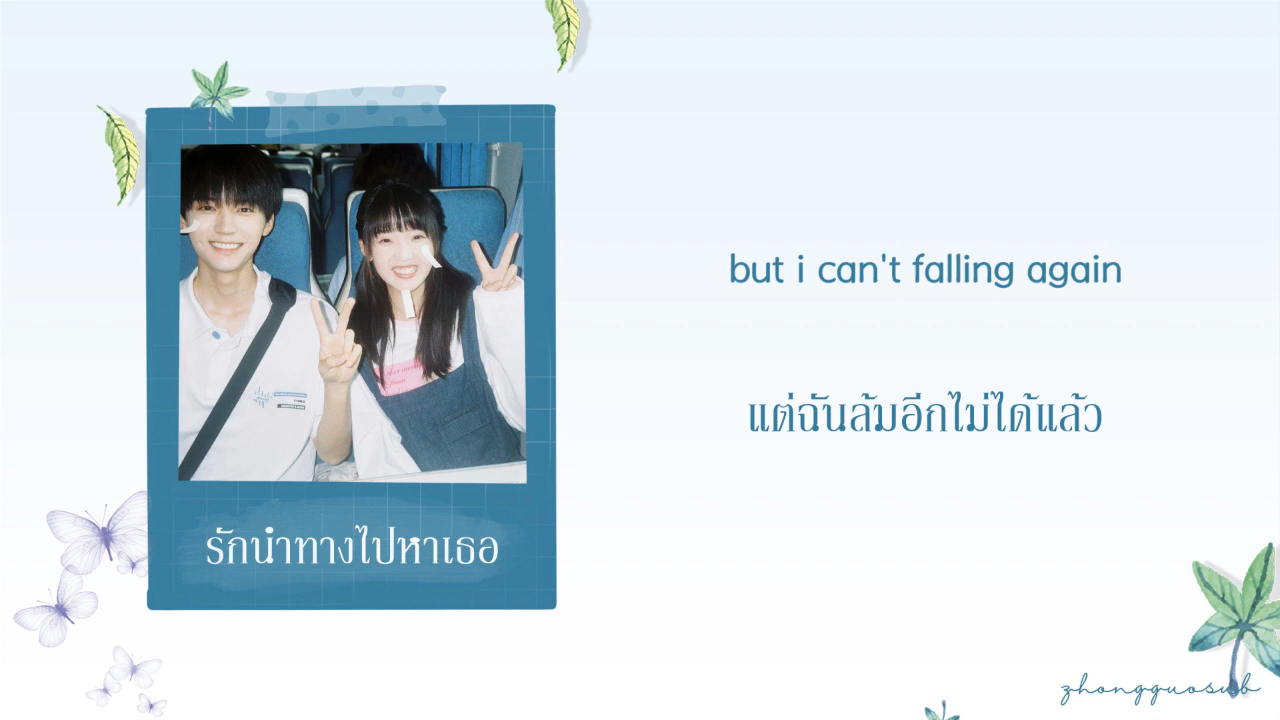 รักนำทางไปหาเธอ
but i can't falling again
แต่ฉันล้มอีกไม่ได้แล้ว
zhongguosub